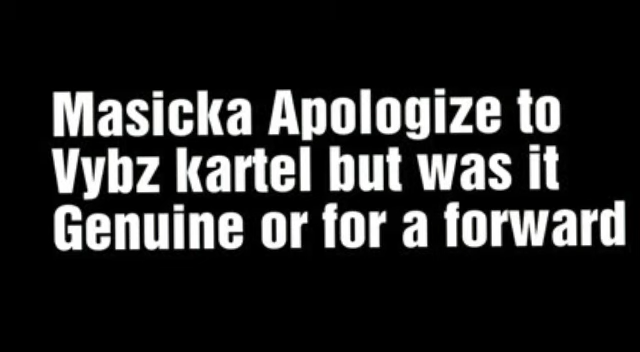 Masicka Apologize to
Vybz kartel but was it
Genuine or for a forward